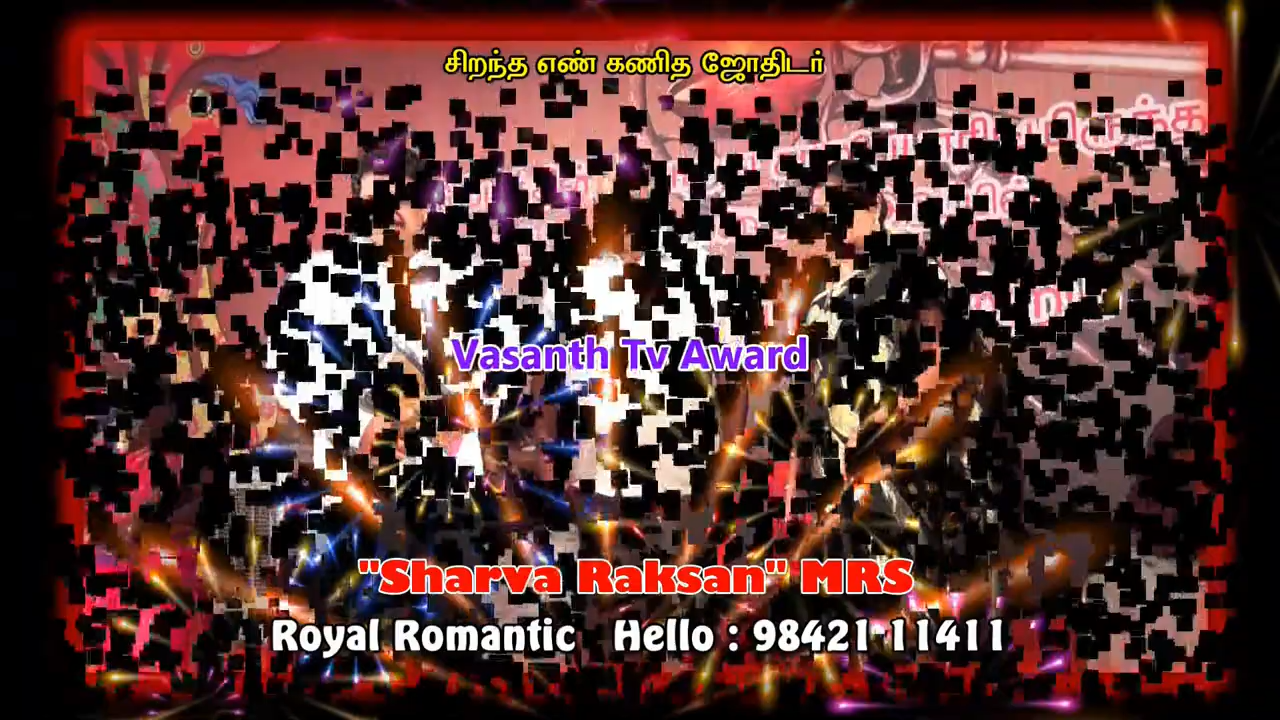 சிறந்த எண் கணித ஜோதிடர்
Vasanth Tv Award
"Sharva Raksan" MRS
Royal Romantic Hello : 98421-11411